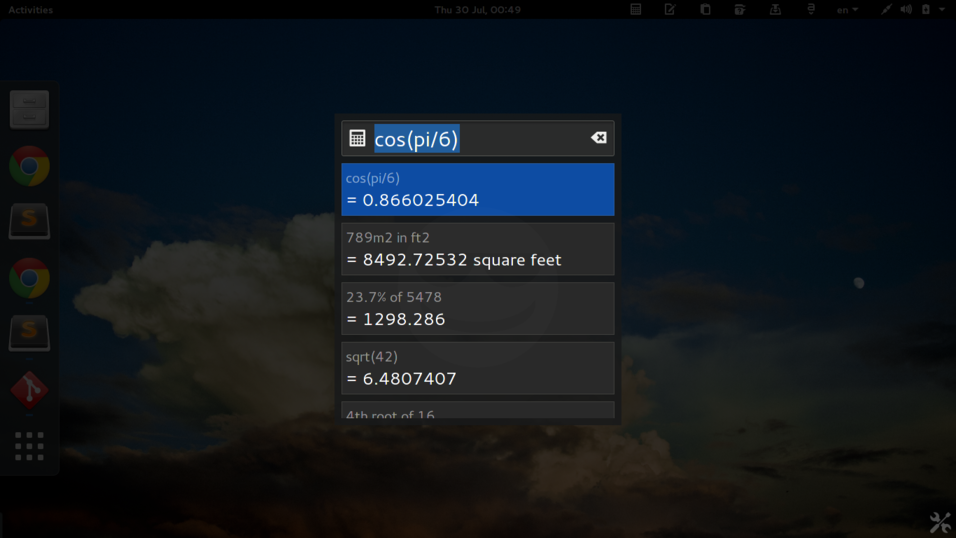 Activities
Thu 30 Jul, 00:49
en
cos(pi/6)
cos(pi/6)
= 0.866025404
789m2 in ft2
= 8492.72532 square feet
23.7% of 5478
= 1298.286
sqrt(42)
= 6.4807407
4th root of 16